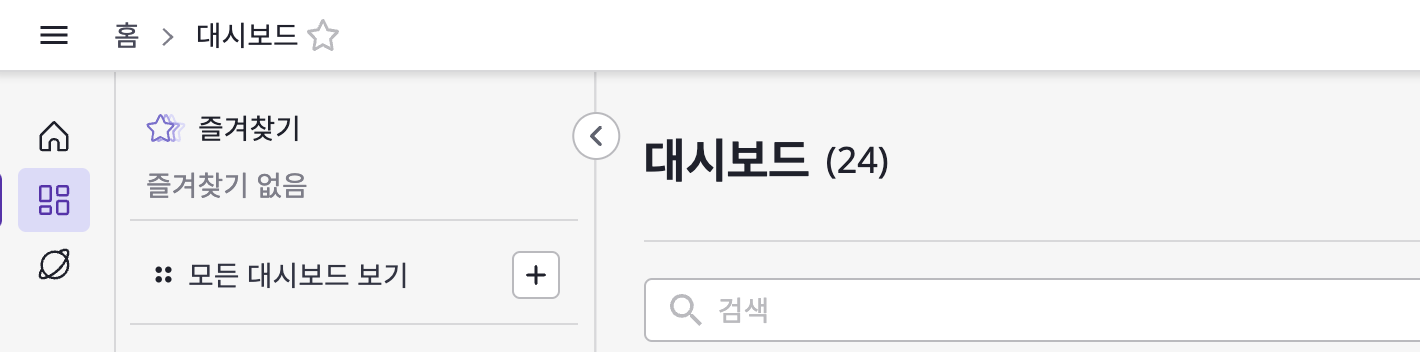 홈 > 대시보드
즐겨찾기
즐겨찾기 없음
모든 대시보드 보기
대시보드 (24)
검색